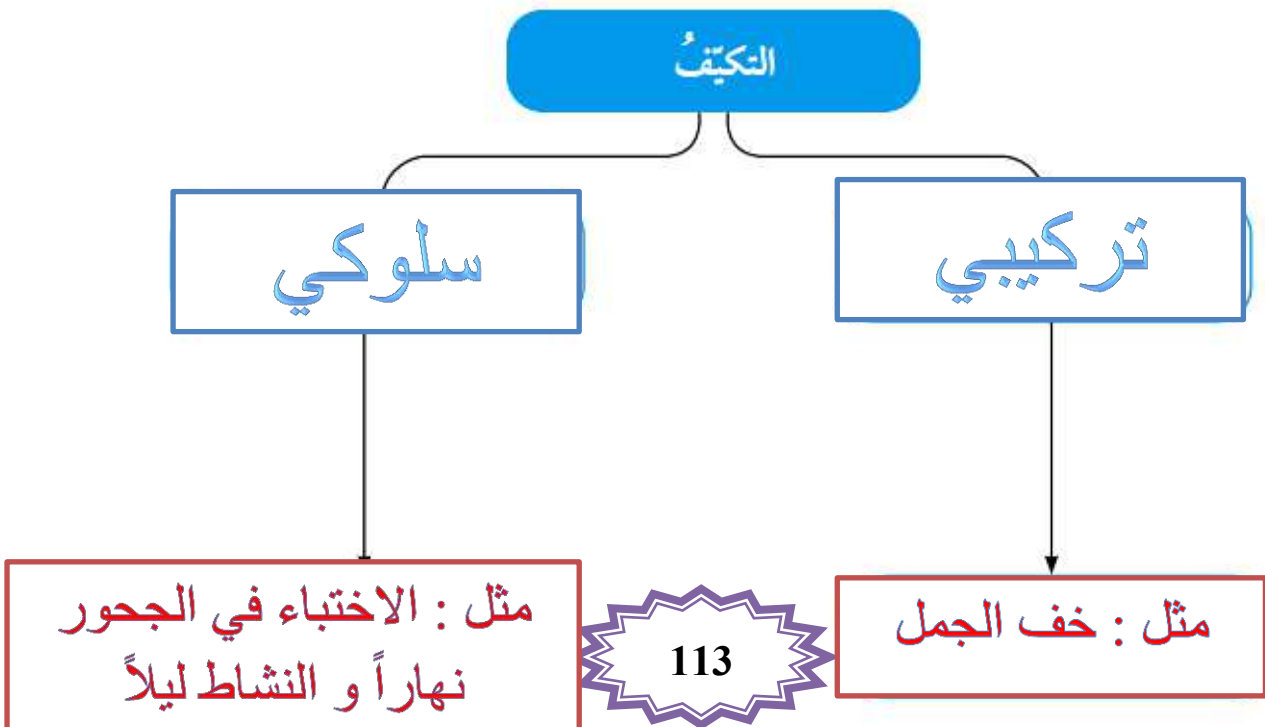 التكيّفُ
تركيبي
سلوكي
مثل : خف الجمل
مثل : الاختباء في الجحور
نهاراً و النشاط ليلاً
113